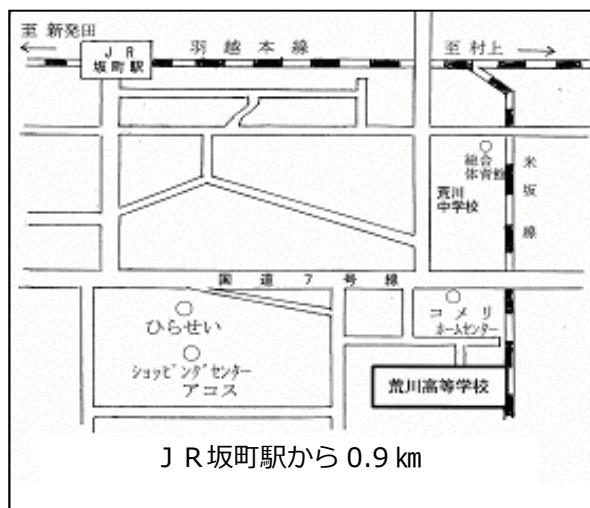 至 新発田
JR
坂町駅
羽越本線
至 村上
総合
体育館
荒川
中学校
米坂線
国道7号線
ひらせい
ショッピングセンター
アコス
コメリ
ホームセンター
荒川高等学校
JR坂町駅から 0.9 ㎞